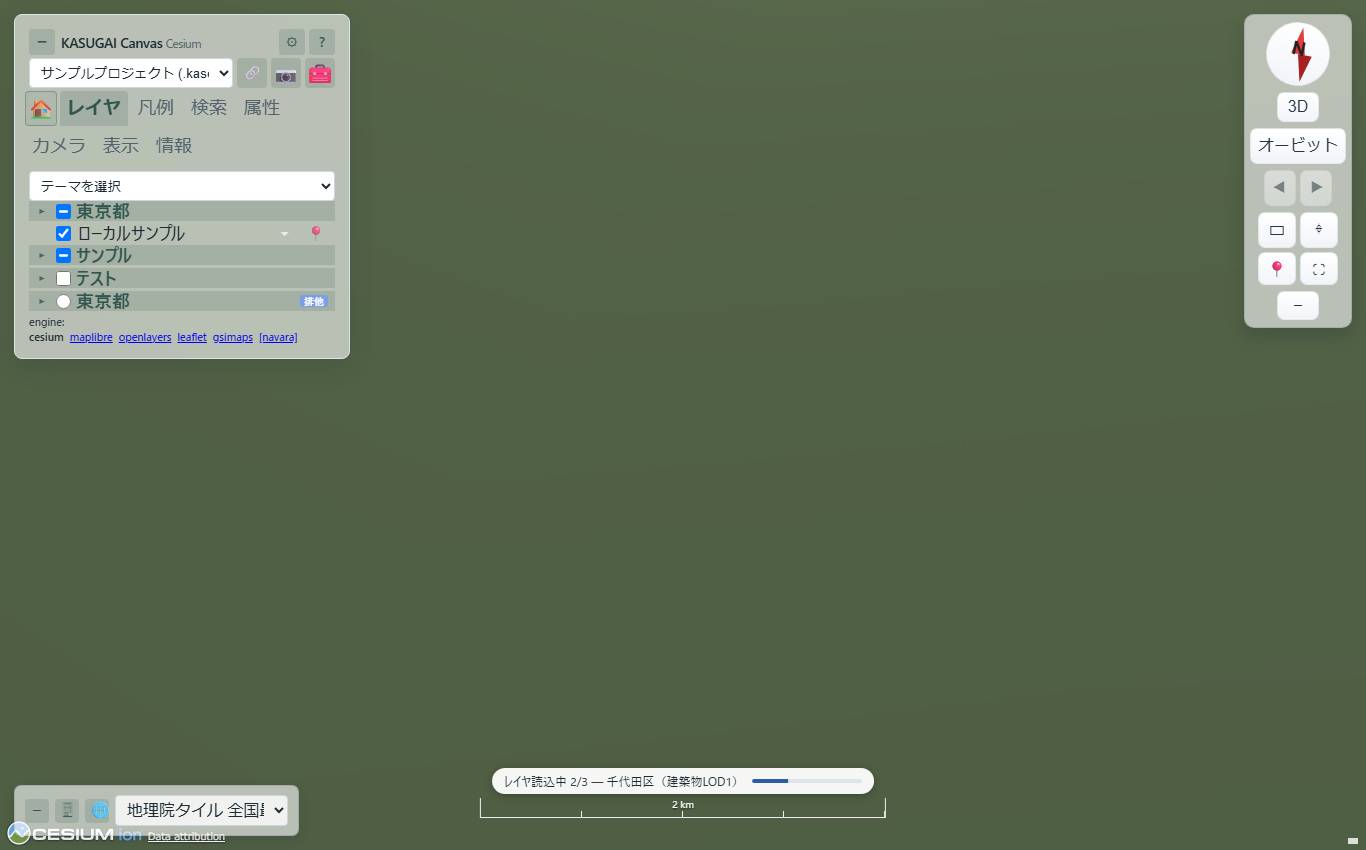 − KASUGAI Canvas Cesium ⚙ ?
サンプルプロジェクト (.kas
レイヤ 凡例 検索 属性
カメラ 表示 情報
テーマを選択
東京都
ローカルサンプル
サンプル
テスト
東京都 排他
engine:
cesium maplibre openlayers leaflet gsimaps [navara]
N
3D
オービット
レイヤ読込中 2/3 — 千代田区（建築物LOD1）
2 km
地理院タイル 全国
CESIUM ion Data attribution